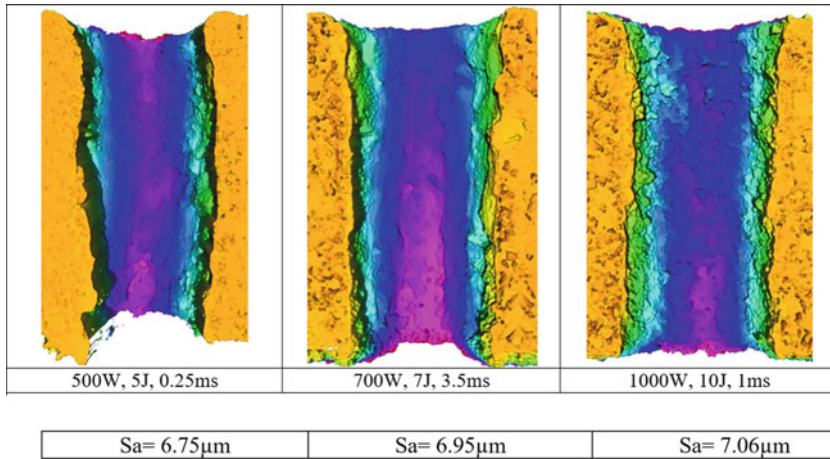 500W, 5J, 0.25ms 700W, 7J, 3.5ms 1000W, 10J, 1ms
Sa= 6.75µm Sa= 6.95µm Sa= 7.06µm